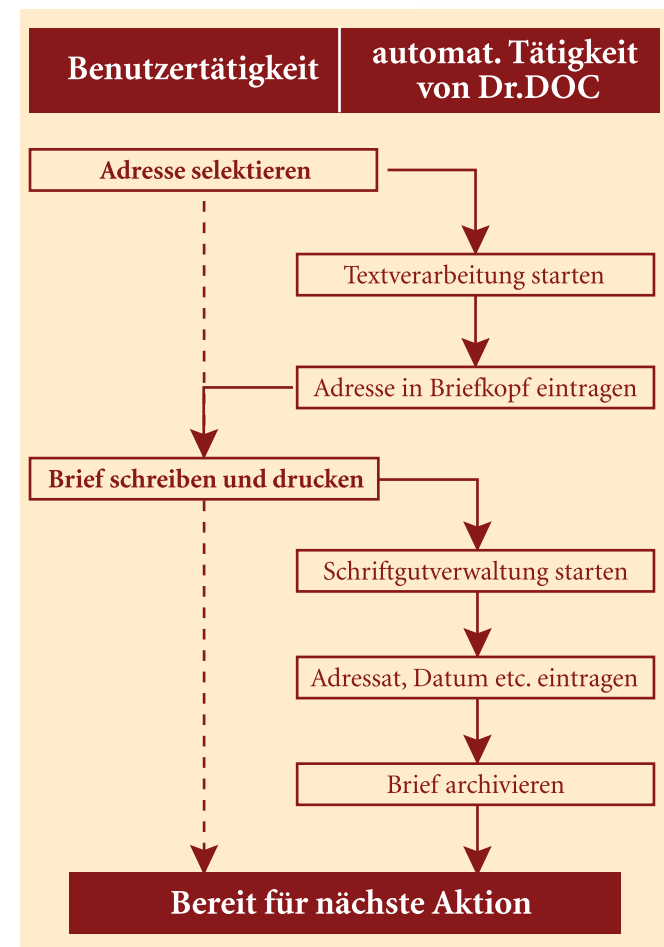 Benutzertätigkeit
automat. Tätigkeit
von Dr.DOC
Adresse selektieren
Textverarbeitung starten
Adresse in Briefkopf eintragen
Brief schreiben und drucken
Schriftgutverwaltung starten
Adressat, Datum etc. eintragen
Brief archivieren
Bereit für nächste Aktion